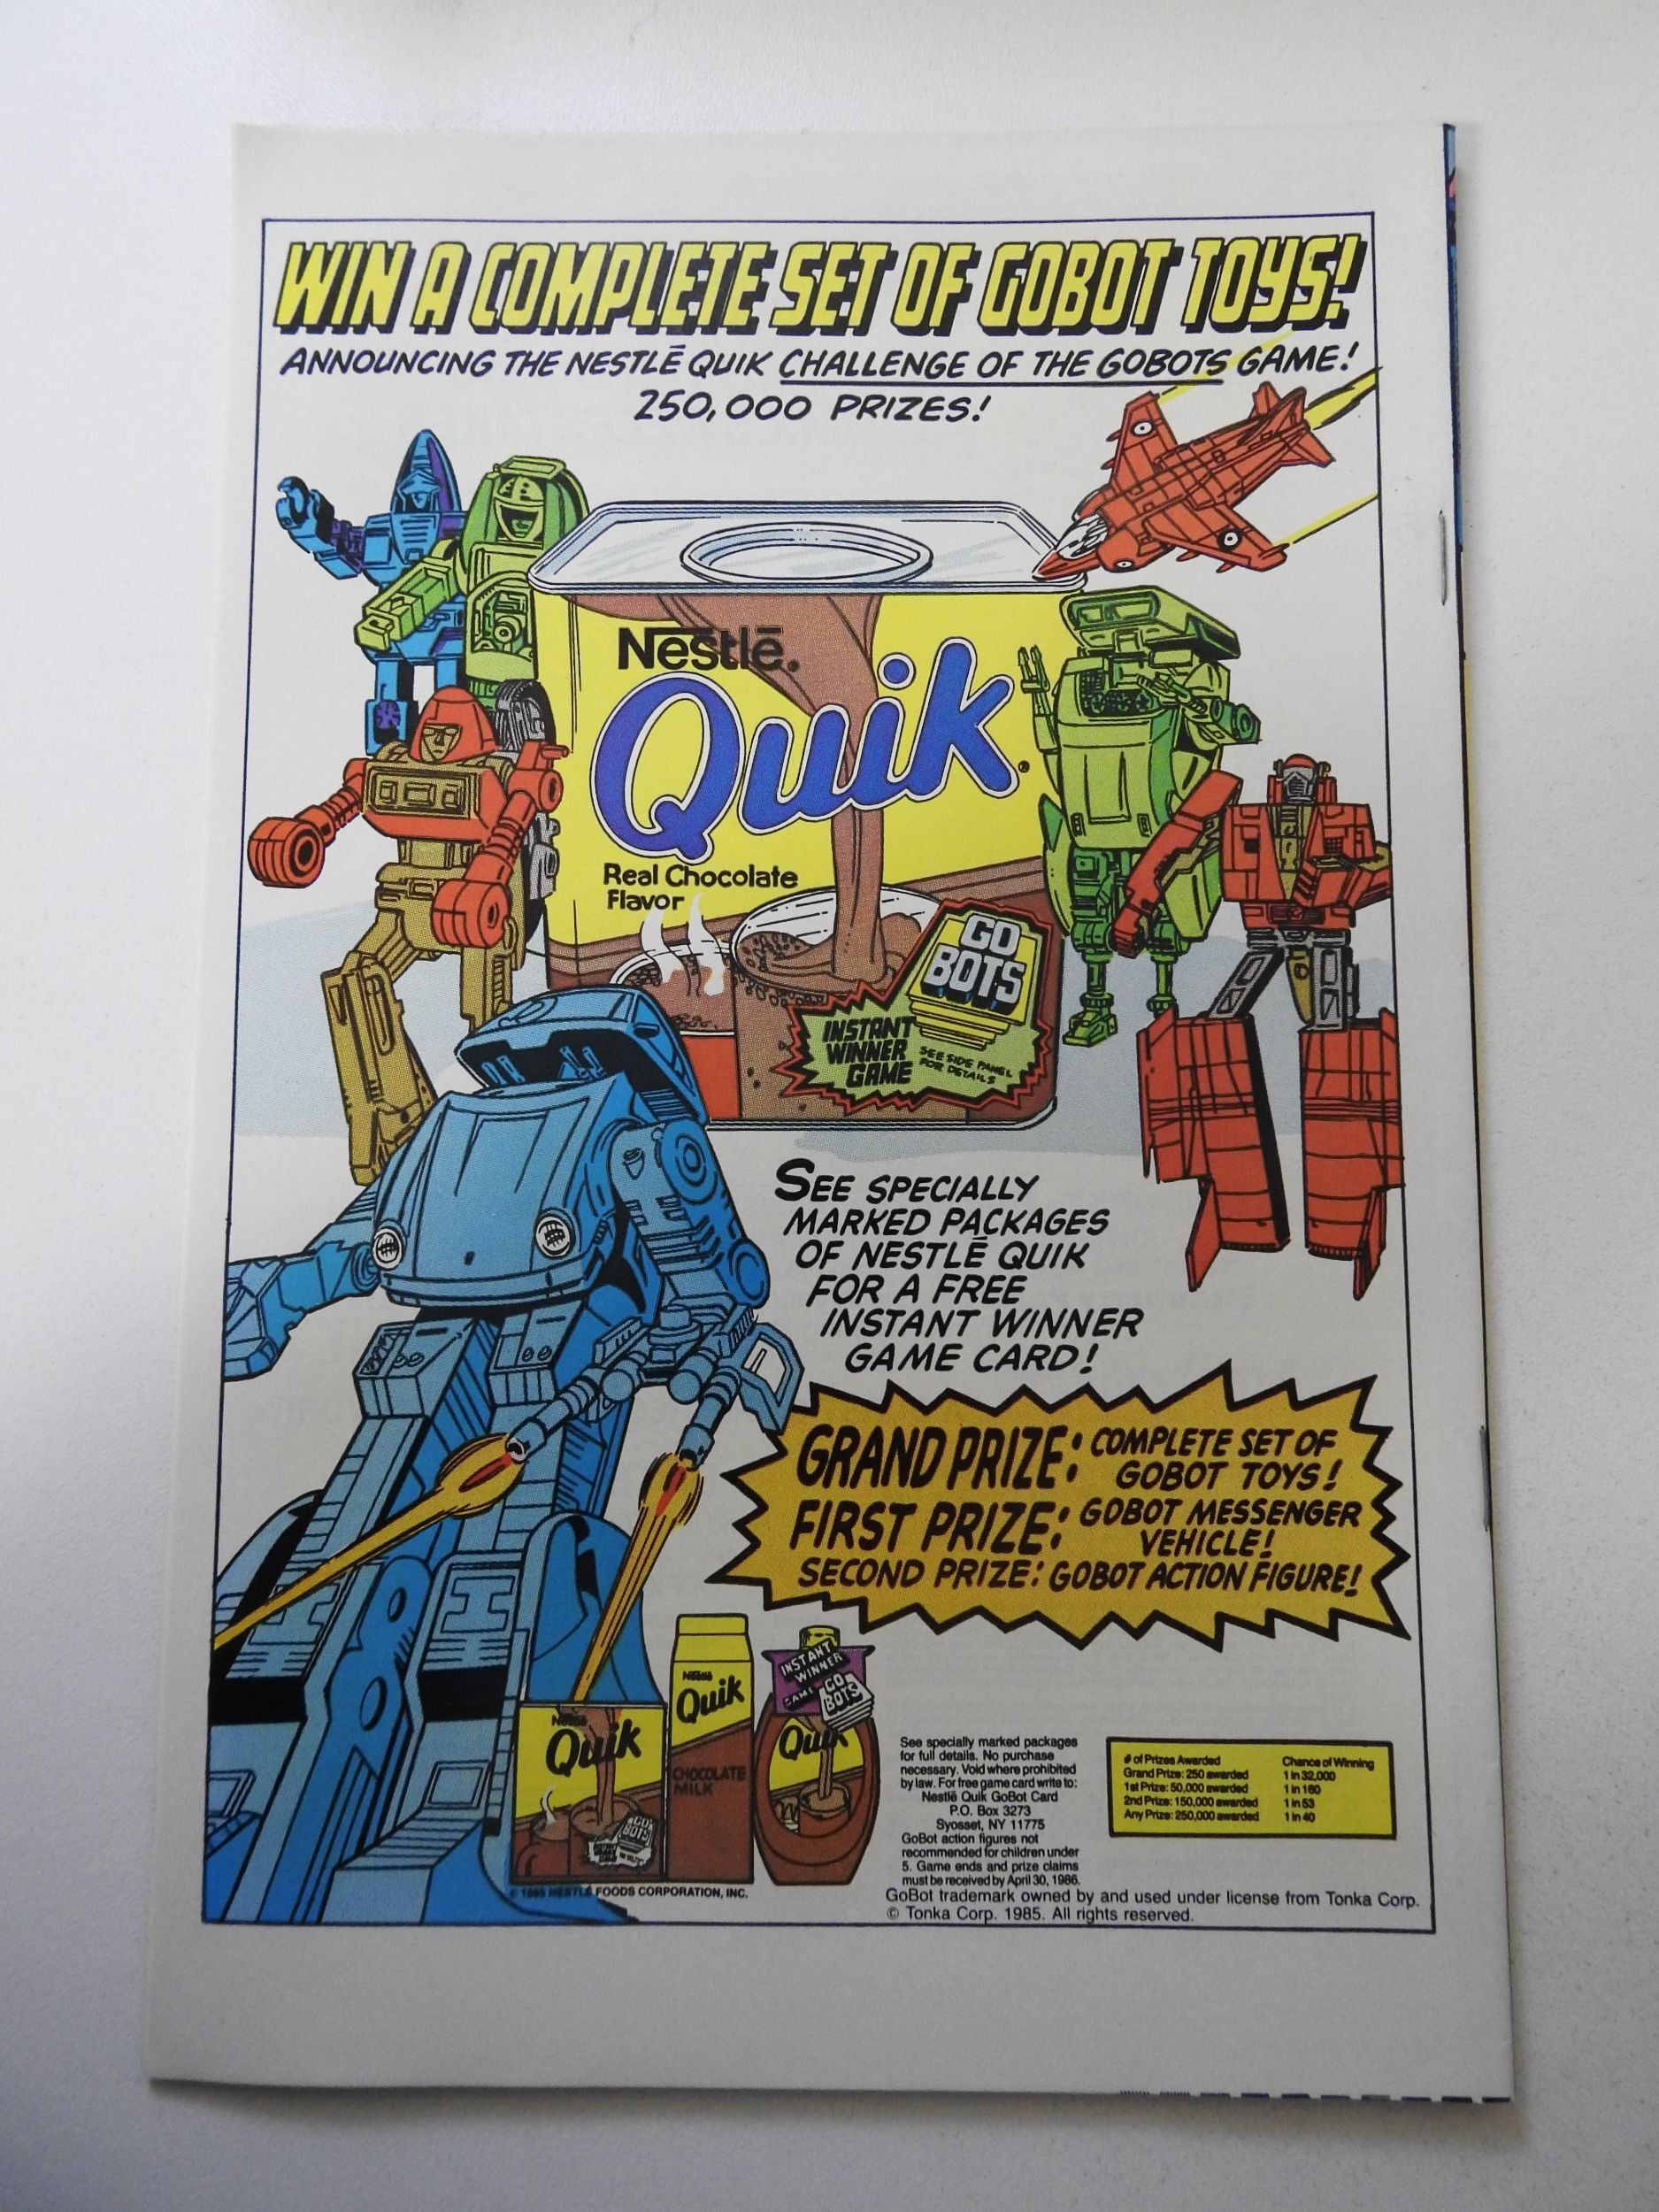 WIN A COMPLETE SET OF GOBOT TOYS!
ANNOUNCING THE NESTLĒ QUIK CHALLENGE OF THE GOBOTS GAME!
250,000 PRIZES!
Nestlē®
Quik®
Real Chocolate
Flavor
GO
BOTS
INSTANT
WINNER
GAME
SEE SIDE PANEL
FOR DETAILS
SEE SPECIALLY
MARKED PACKAGES
OF NESTLĒ QUIK
FOR A FREE
INSTANT WINNER
GAME CARD!
GRAND PRIZE: COMPLETE SET OF
GOBOT TOYS!
FIRST PRIZE: GOBOT MESSENGER
VEHICLE!
SECOND PRIZE: GOBOT ACTION FIGURE!
Nestlē
Quik
GO
BOTS
Nestlē
Quik
CHOCOLATE
MILK
INSTANT
WINNER
GAME
GO
BOTS
Quik
See specially marked packages
for full details. No purchase
necessary. Void where prohibited
by law. For free game card write to:
Nestlē Quik GoBot Card
P.O. Box 3273
Syosset, NY 11775
GoBot action figures not
recommended for children under
5. Game ends and prize claims
must be received by April 30, 1986.
# of Prizes Awarded Chance of Winning
Grand Prize: 250 awarded 1 in 32,000
1st Prize: 50,000 awarded 1 in 160
2nd Prize: 150,000 awarded 1 in 53
Any Prize: 250,000 awarded 1 in 40
© 1985 NESTLĒ FOODS CORPORATION, INC.
GoBot trademark owned by and used under license from Tonka Corp.
© Tonka Corp. 1985. All rights reserved.